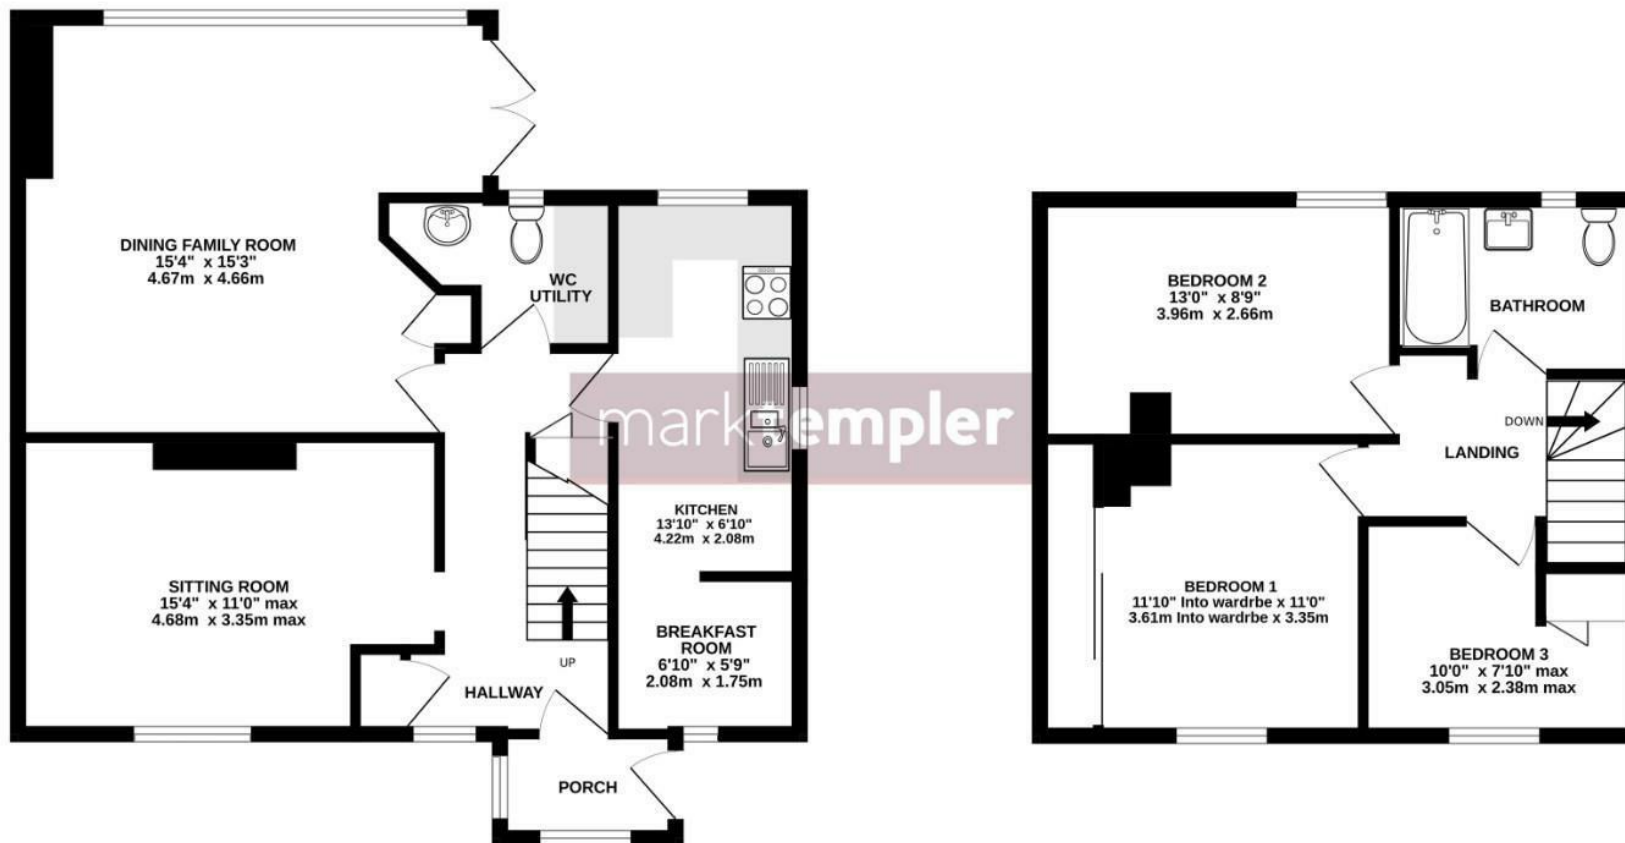 DINING FAMILY ROOM
15'4" x 15'3"
4.67m x 4.66m
WC
UTILITY
KITCHEN
13'10" x 6'10"
4.22m x 2.08m
SITTING ROOM
15'4" x 11'0" max
4.68m x 3.35m max
BREAKFAST
ROOM
6'10" x 5'9"
2.08m x 1.75m
UP
HALLWAY
PORCH
mark templer
BEDROOM 2
13'0" x 8'9"
3.96m x 2.66m
BATHROOM
DOWN
LANDING
BEDROOM 1
11'10" Into wardrbe x 11'0"
3.61m Into wardrbe x 3.35m
BEDROOM 3
10'0" x 7'10" max
3.05m x 2.38m max